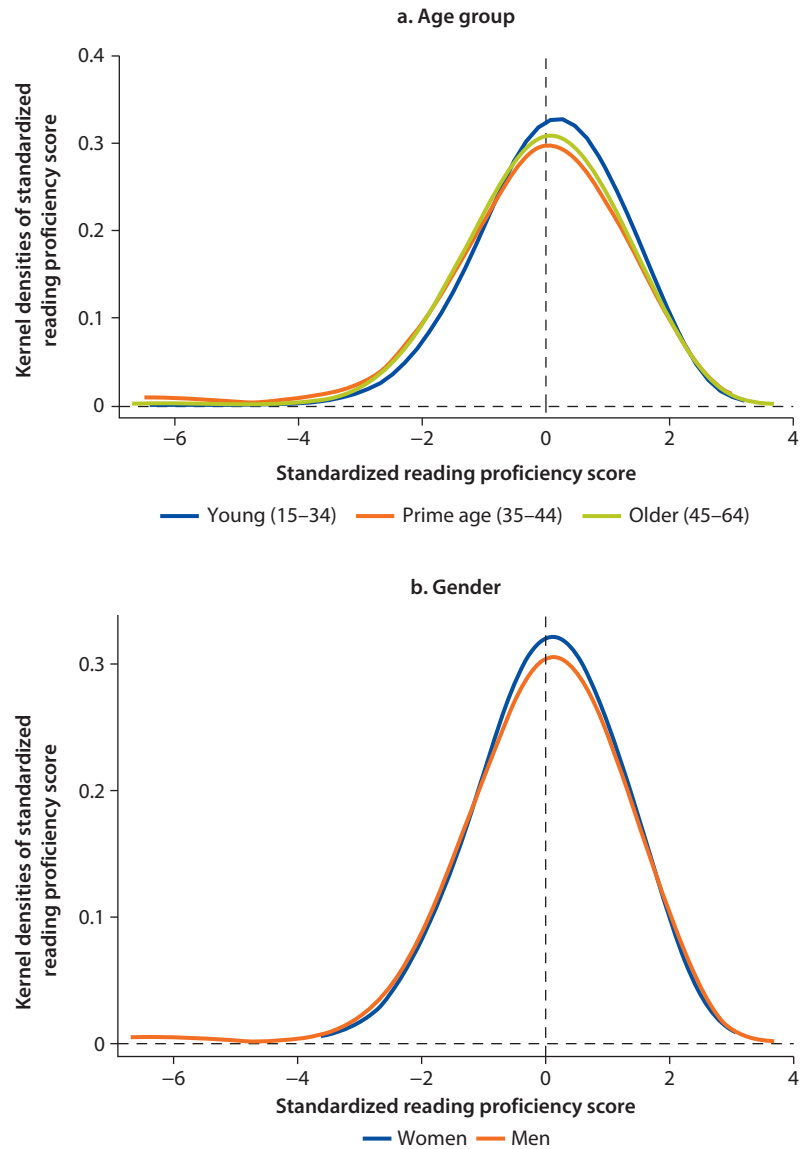 a. Age group
Kernel densities of standardized
reading proficiency score
0.4
0.3
0.2
0.1
0
−6 −4 −2 0 2 4
Standardized reading proficiency score
Young (15–34) Prime age (35–44) Older (45–64)
b. Gender
Kernel densities of standardized
reading proficiency score
0.3
0.2
0.1
0
−6 −4 −2 0 2 4
Standardized reading proficiency score
Women Men